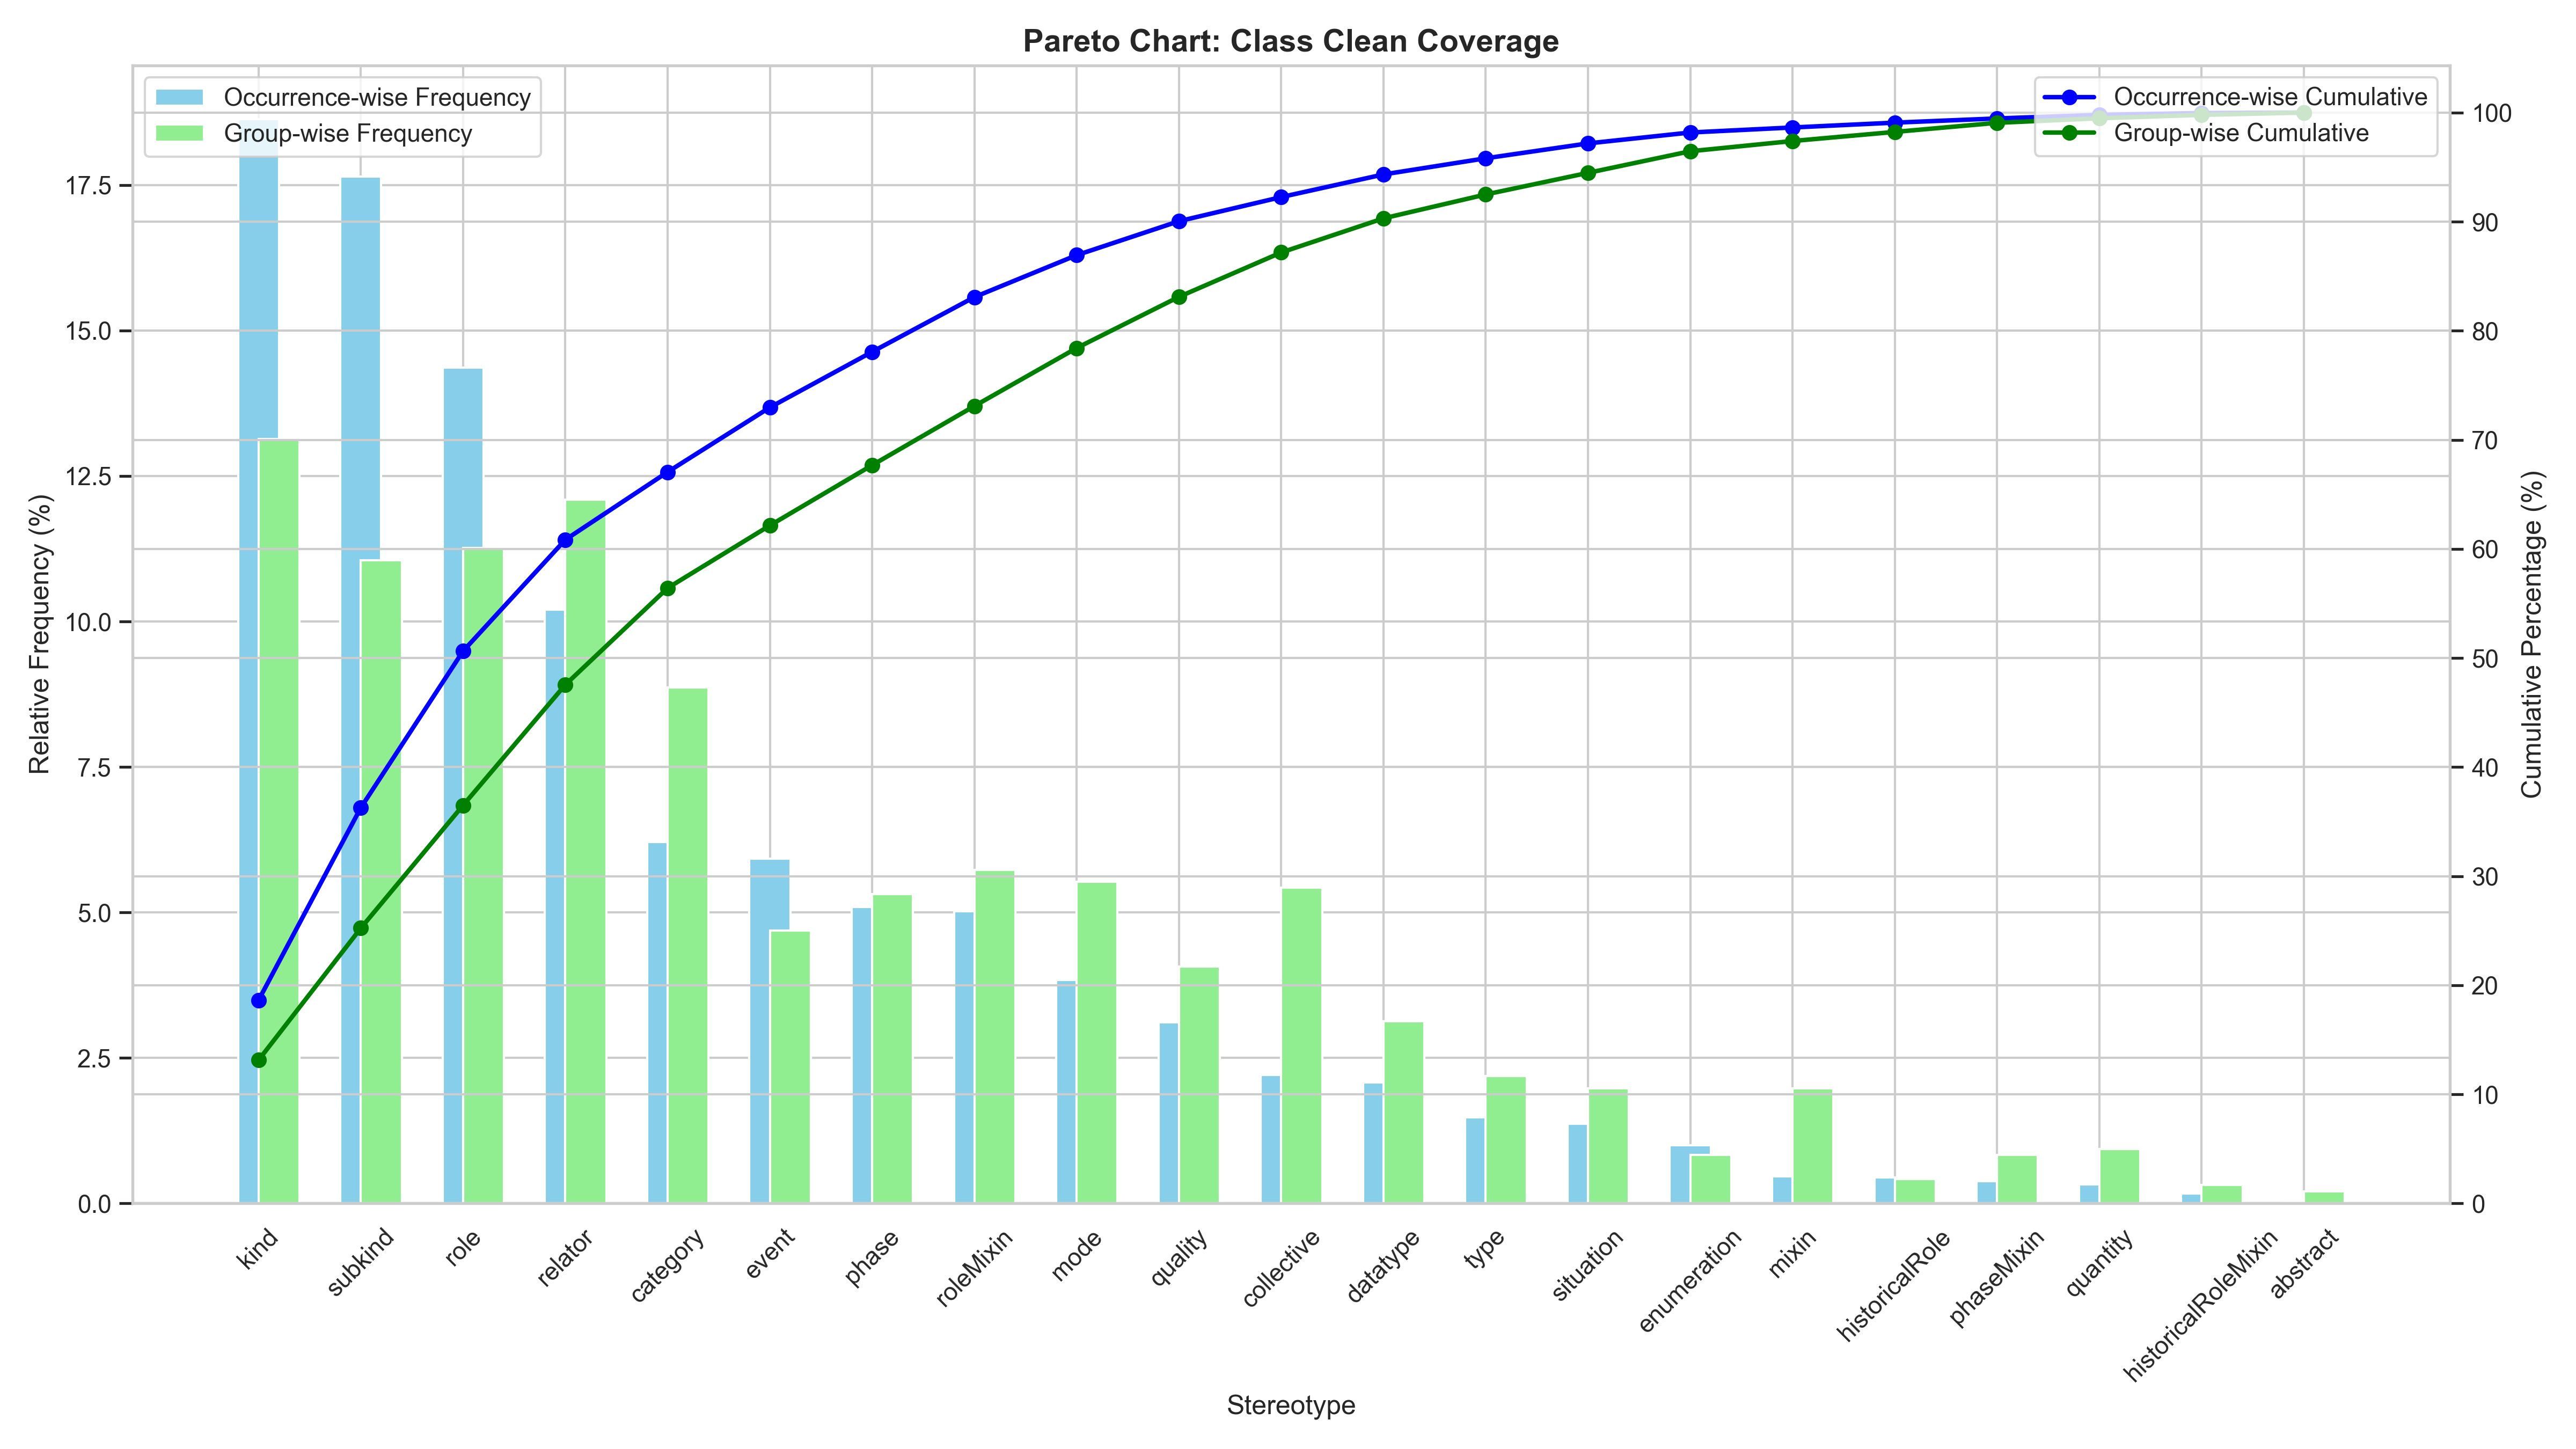 Pareto Chart: Class Clean Coverage
Occurrence-wise Frequency
Group-wise Frequency
Occurrence-wise Cumulative
Group-wise Cumulative
Relative Frequency (%)
17.5
15.0
12.5
10.0
7.5
5.0
2.5
0.0
100
90
80
70
60
50
40
30
20
10
0
Cumulative Percentage (%)
kind
subkind
role
relator
category
event
phase
roleMixin
mode
quality
collective
datatype
type
situation
enumeration
mixin
historicalRole
phaseMixin
quantity
historicalRoleMixin
abstract
Stereotype